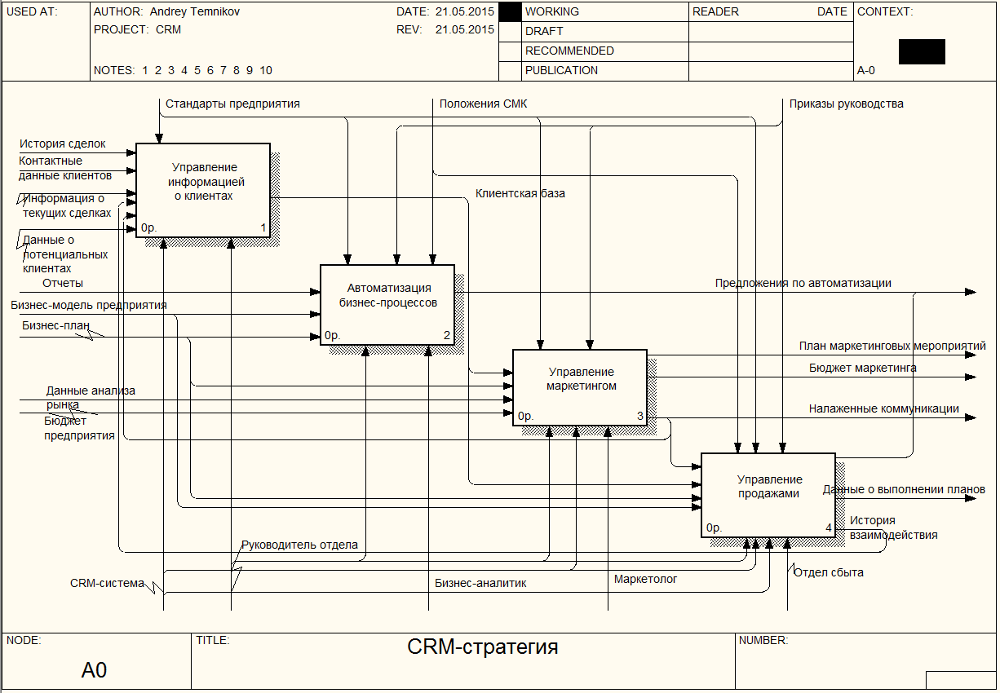 USED AT:
AUTHOR: Andrey Temnikov
DATE: 21.05.2015
PROJECT: CRM
REV: 21.05.2015
NOTES: 1 2 3 4 5 6 7 8 9 10
WORKING
DRAFT
RECOMMENDED
PUBLICATION
READER
DATE
CONTEXT:
A-0
Стандарты предприятия
Положения СМК
Приказы руководства
История сделок
Контактные
данные клиентов
Информация о
текущих сделках
Данные о
потенциальных
клиентах
Управление
информацией
о клиентах
0р.
1
Клиентская база
Отчеты
Бизнес-модель предприятия
Бизнес-план
Автоматизация
бизнес-процессов
0р.
2
Предложения по автоматизации
План маркетинговых мероприятий
Бюджет маркетинга
Данные анализа
рынка
Бюджет
предприятия
Управление
маркетингом
0р.
3
Налаженные коммуникации
Управление
продажами
0р.
4
Данные о выполнении планов
История
взаимодействия
Руководитель отдела
CRM-система
Бизнес-аналитик
Маркетолог
Отдел сбыта
NODE:
A0
TITLE:
CRM-стратегия
NUMBER: